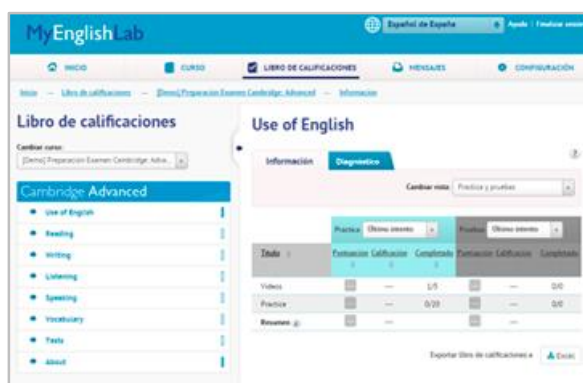 MyEnglishLab
Español de España
Ayuda | Finalizar sesión
INICIO
CURSO
LIBRO DE CALIFICACIONES
MENSAJES
CONFIGURACIÓN
Inicio — Libro de calificaciones — [Demo] Preparación Examen Cambridge: Advanced — Información
Libro de calificaciones
Cambiar curso:
[Demo] Preparación Examen Cambridge: Adva...
Cambridge Advanced
Use of English
Reading
Writing
Listening
Speaking
Vocabulary
Tests
About
Use of English
?
Información
Diagnóstico
Cambiar vista: Práctica y pruebas
Práctica: Último intento
Pruebas: Último intento
Título Puntuación Calificación Completado Puntuación Calificación Completado
Videos --- --- 1/5 --- --- 0/0
Practice --- --- 0/20 --- --- 0/0
Resumen --- --- --- ---
Exportar libro de calificaciones a Excel